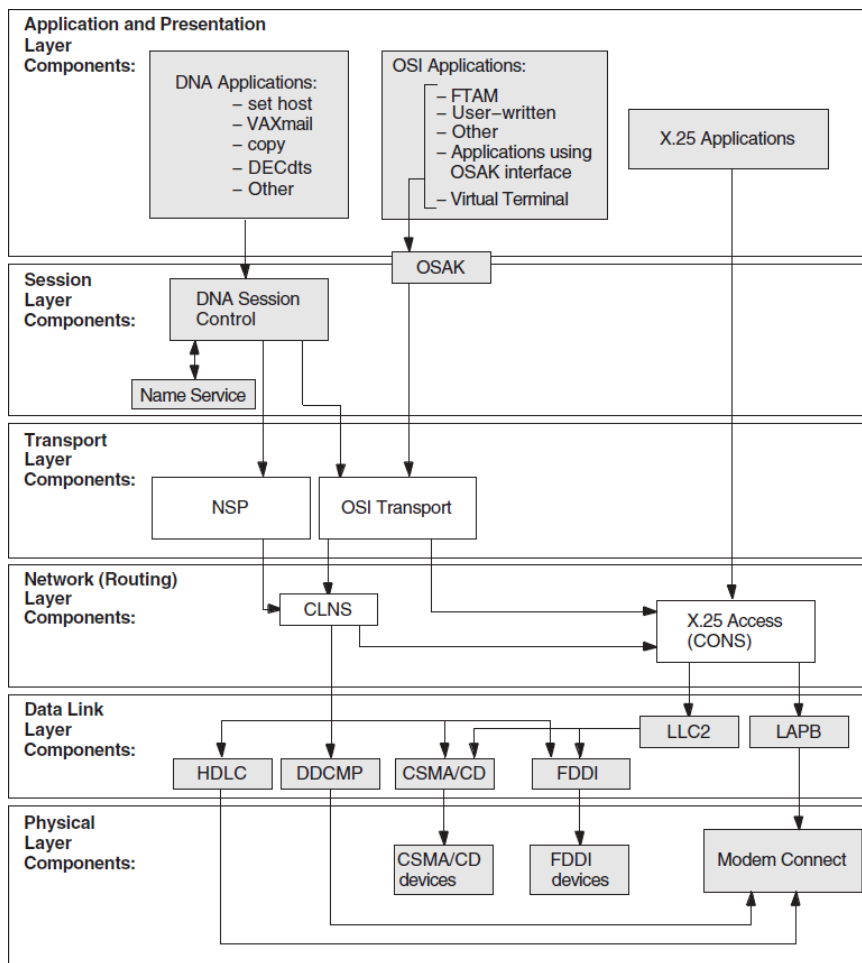 Application and Presentation
Layer
Components:
DNA Applications:
– set host
– VAXmail
– copy
– DECdts
– Other
OSI Applications:
– FTAM
– User–written
– Other
– Applications using
OSAK interface
– Virtual Terminal
X.25 Applications
OSAK
Session
Layer
Components:
DNA Session
Control
Name Service
Transport
Layer
Components:
NSP
OSI Transport
Network (Routing)
Layer
Components:
CLNS
X.25 Access
(CONS)
Data Link
Layer
Components:
LLC2
LAPB
HDLC
DDCMP
CSMA/CD
FDDI
Physical
Layer
Components:
CSMA/CD
devices
FDDI
devices
Modem Connect